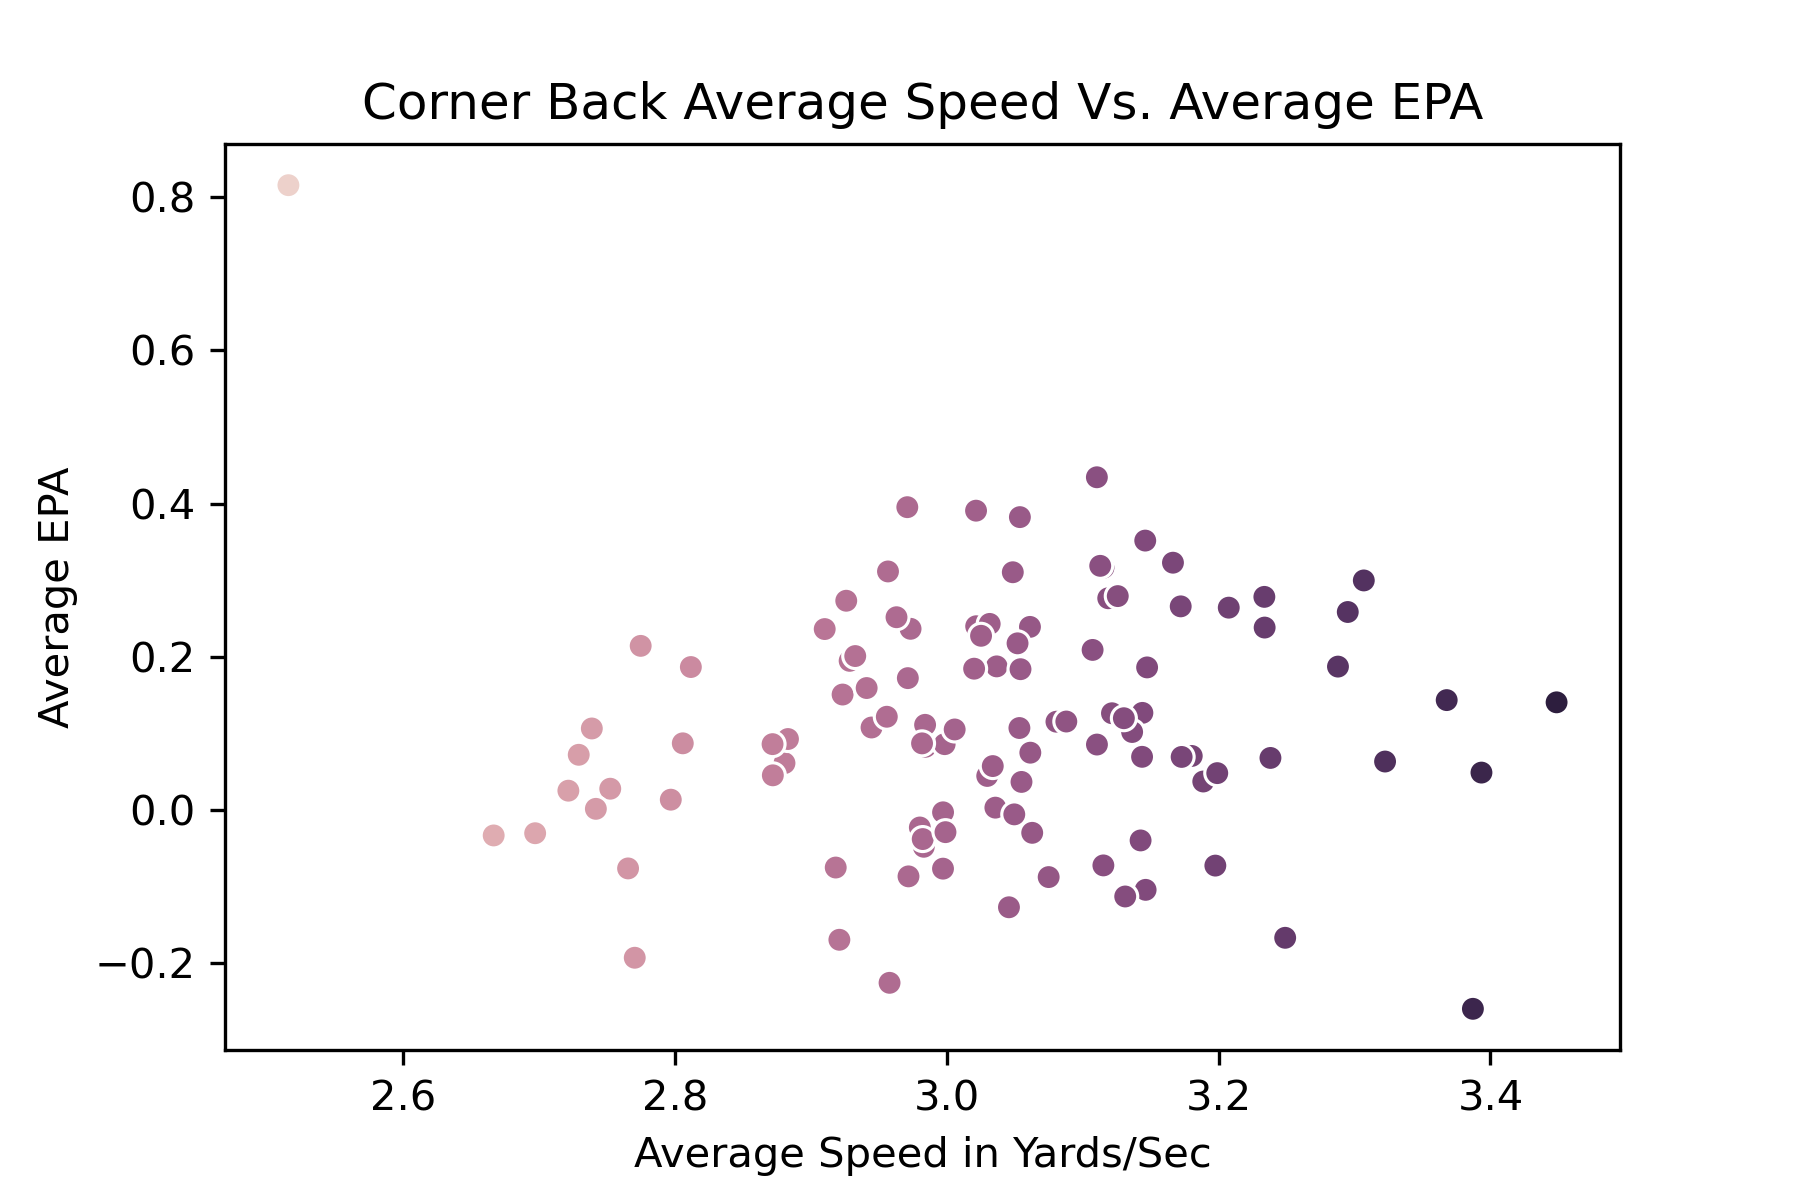 Corner Back Average Speed Vs. Average EPA
0.8
0.6
0.4
0.2
0.0
−0.2
Average EPA
2.6 2.8 3.0 3.2 3.4
Average Speed in Yards/Sec